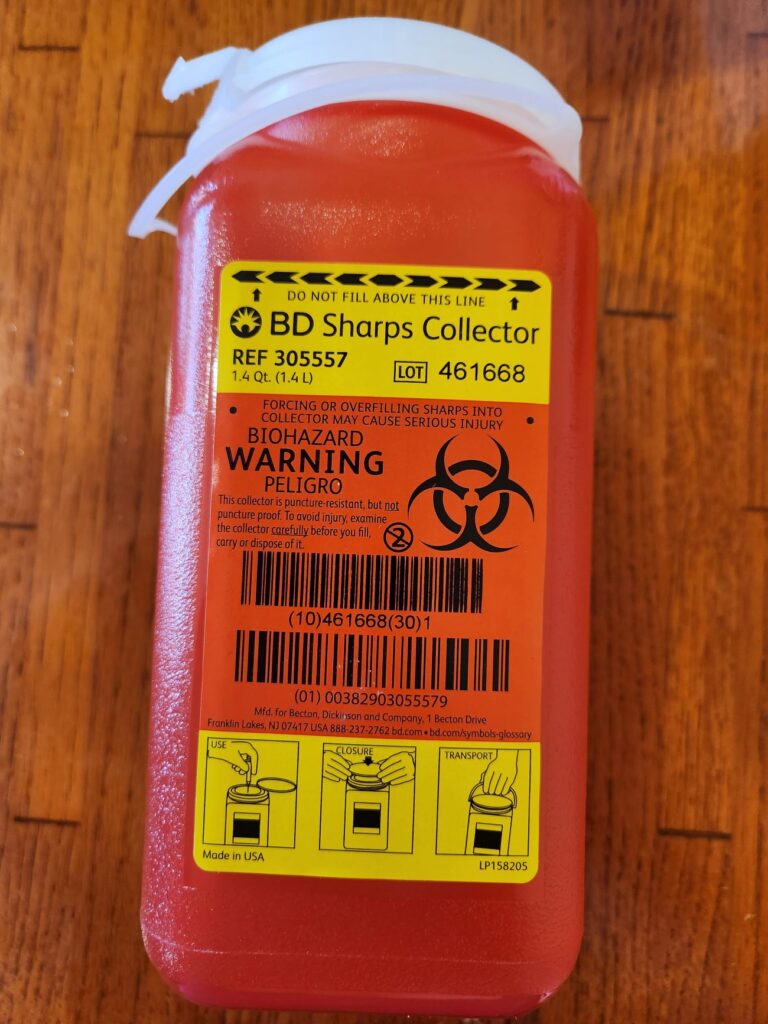 DO NOT FILL ABOVE THIS LINE
BD Sharps Collector
REF 305557
1.4 Qt. (1.4 L)
LOT 461668
FORCING OR OVERFILLING SHARPS INTO
COLLECTOR MAY CAUSE SERIOUS INJURY
BIOHAZARD
WARNING
PELIGRO
This collector is puncture-resistant, but not
puncture proof. To avoid injury, examine
the collector carefully before you fill,
carry or dispose of it.
2
(10)461668(30)1
(01) 00382903055579
Mfd. for Becton, Dickinson and Company, 1 Becton Drive
Franklin Lakes, NJ 07417 USA 888-237-2762 bd.com • bd.com/symbols-glossary
USE
CLOSURE
TRANSPORT
Made in USA
LP158205